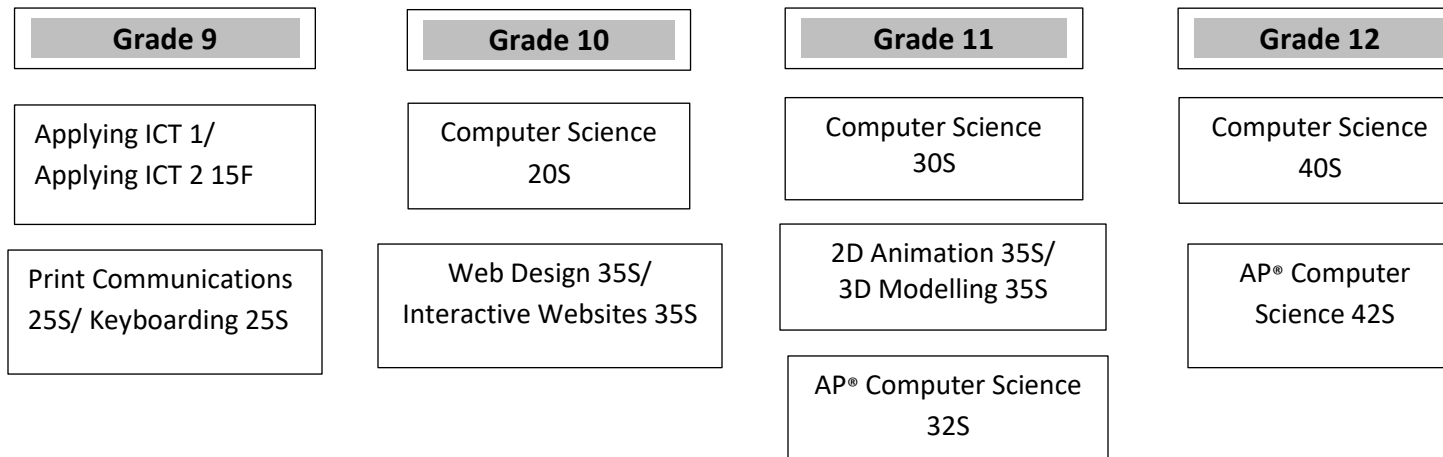 Grade 9
Applying ICT 1/
Applying ICT 2 15F
Print Communications
25S/ Keyboarding 25S
Grade 10
Computer Science
20S
Web Design 35S/
Interactive Websites 35S
Grade 11
Computer Science
30S
2D Animation 35S/
3D Modelling 35S
AP® Computer Science
32S
Grade 12
Computer Science
40S
AP® Computer
Science 42S